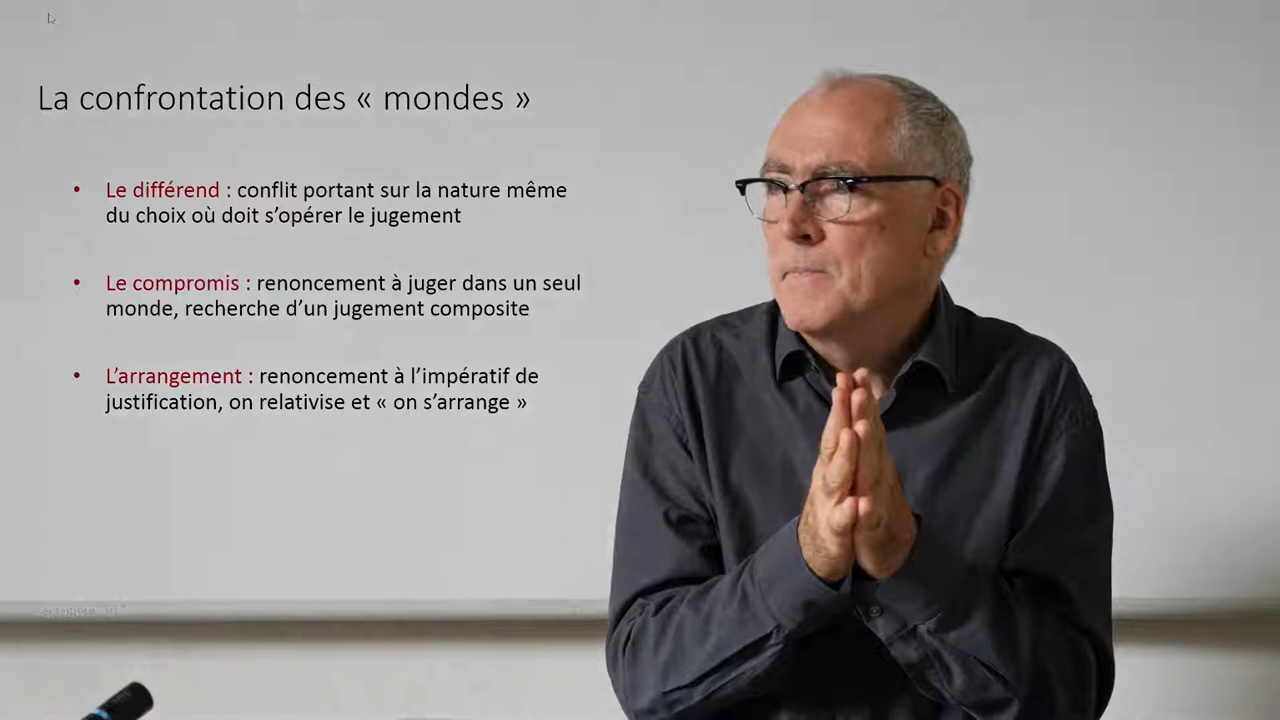 La confrontation des « mondes »
• Le différend : conflit portant sur la nature même
du choix où doit s’opérer le jugement
• Le compromis : renoncement à juger dans un seul
monde, recherche d’un jugement composite
• L’arrangement : renoncement à l’impératif de
justification, on relativise et « on s’arrange »